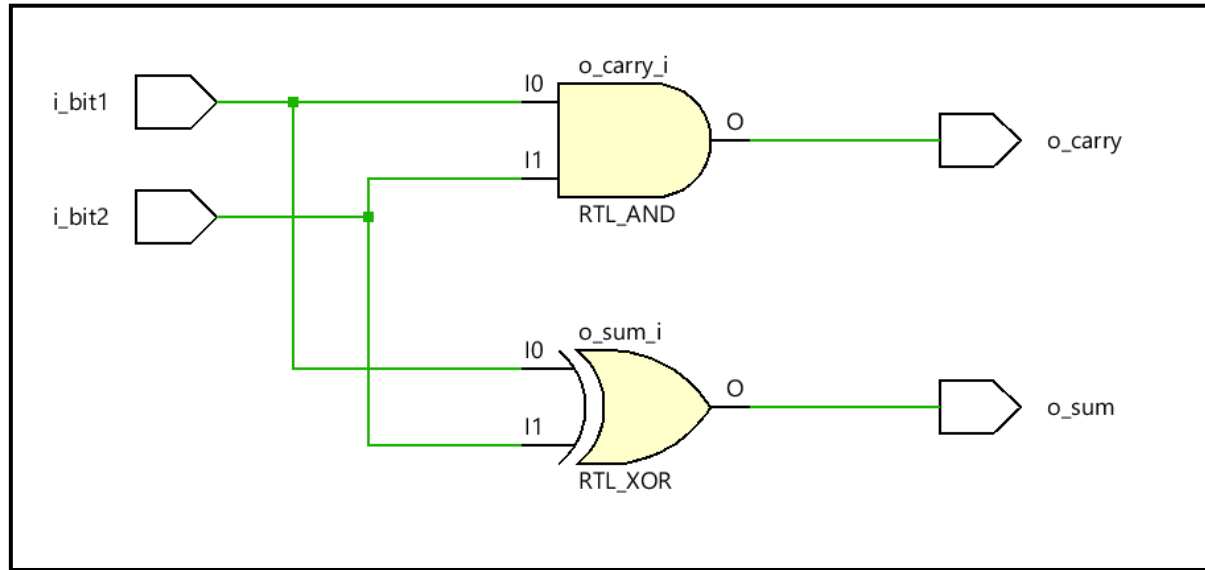 o_carry_i
i_bit1
I0
O
o_carry
I1
i_bit2
RTL_AND
o_sum_i
I0
O
o_sum
I1
RTL_XOR